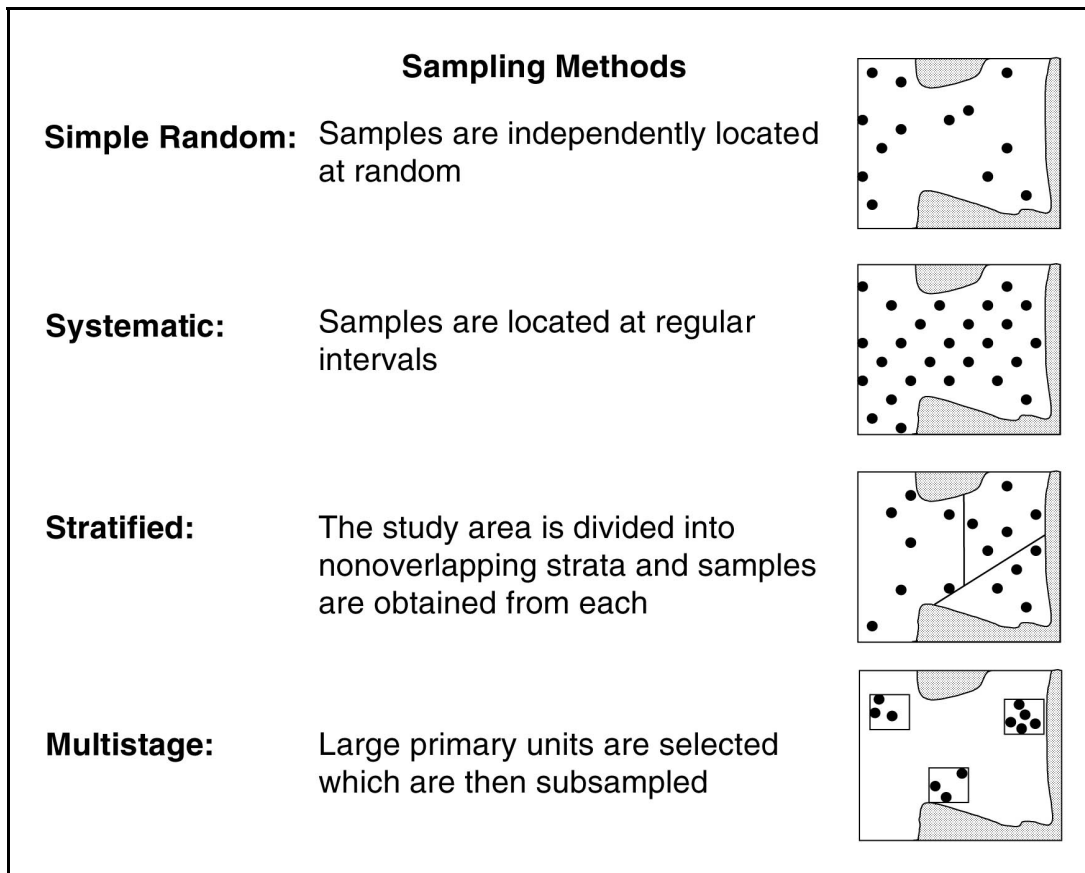 Sampling Methods
Simple Random: Samples are independently located
at random
Systematic: Samples are located at regular
intervals
Stratified: The study area is divided into
nonoverlapping strata and samples
are obtained from each
Multistage: Large primary units are selected
which are then subsampled